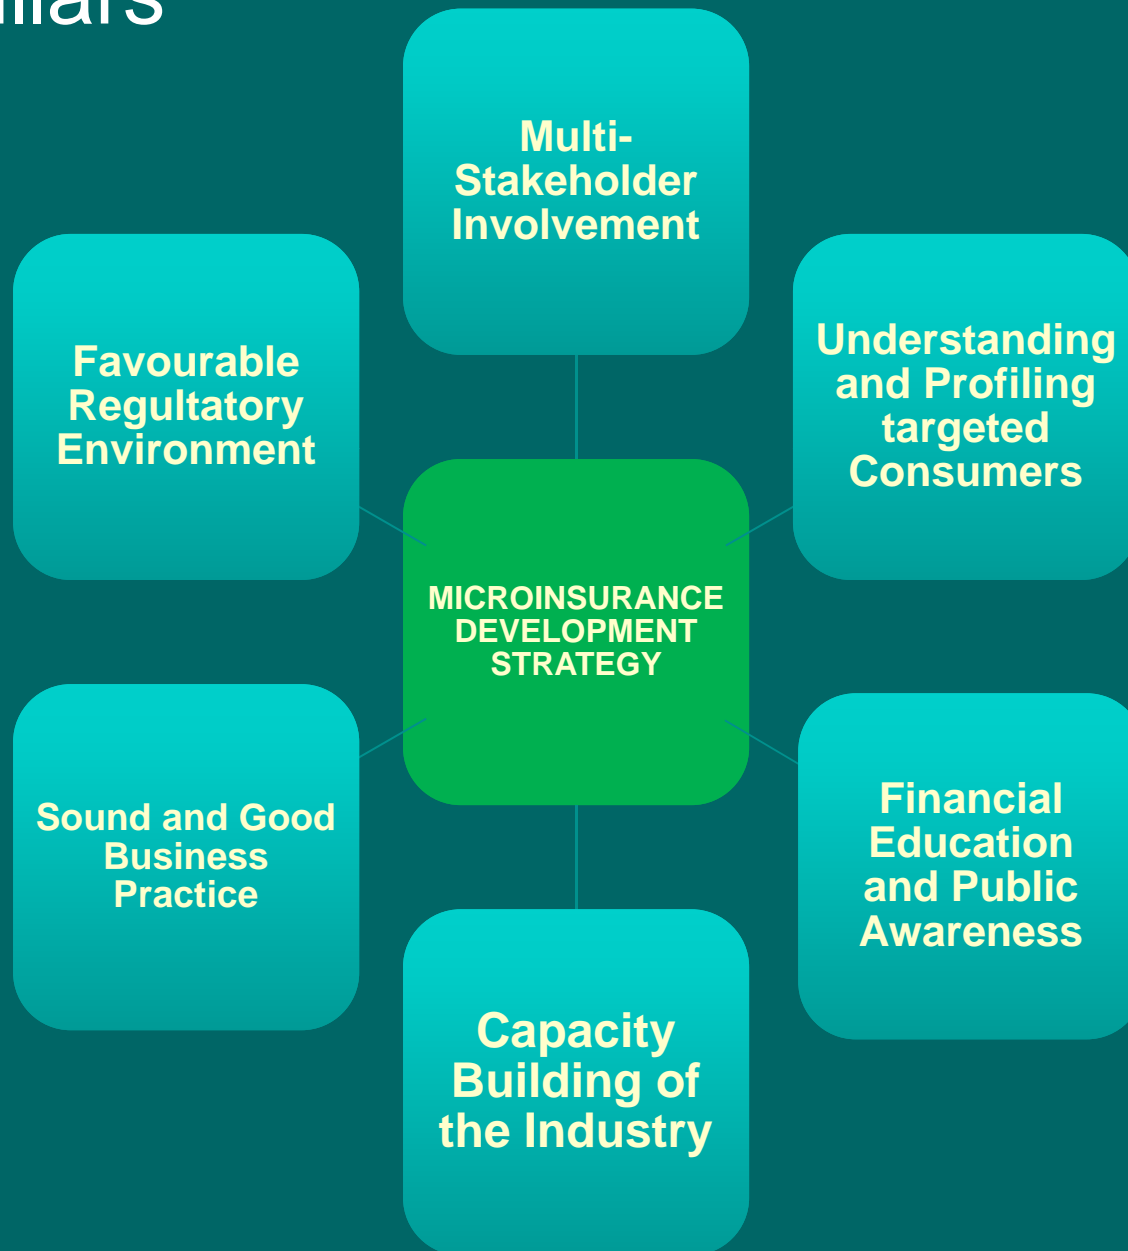 Multi-
Stakeholder
Involvement
Understanding
and Profiling
targeted
Consumers
Financial
Education
and Public
Awareness
Capacity
Building of
the Industry
Sound and Good
Business
Practice
Favourable
Regultatory
Environment
MICROINSURANCE
DEVELOPMENT
STRATEGY